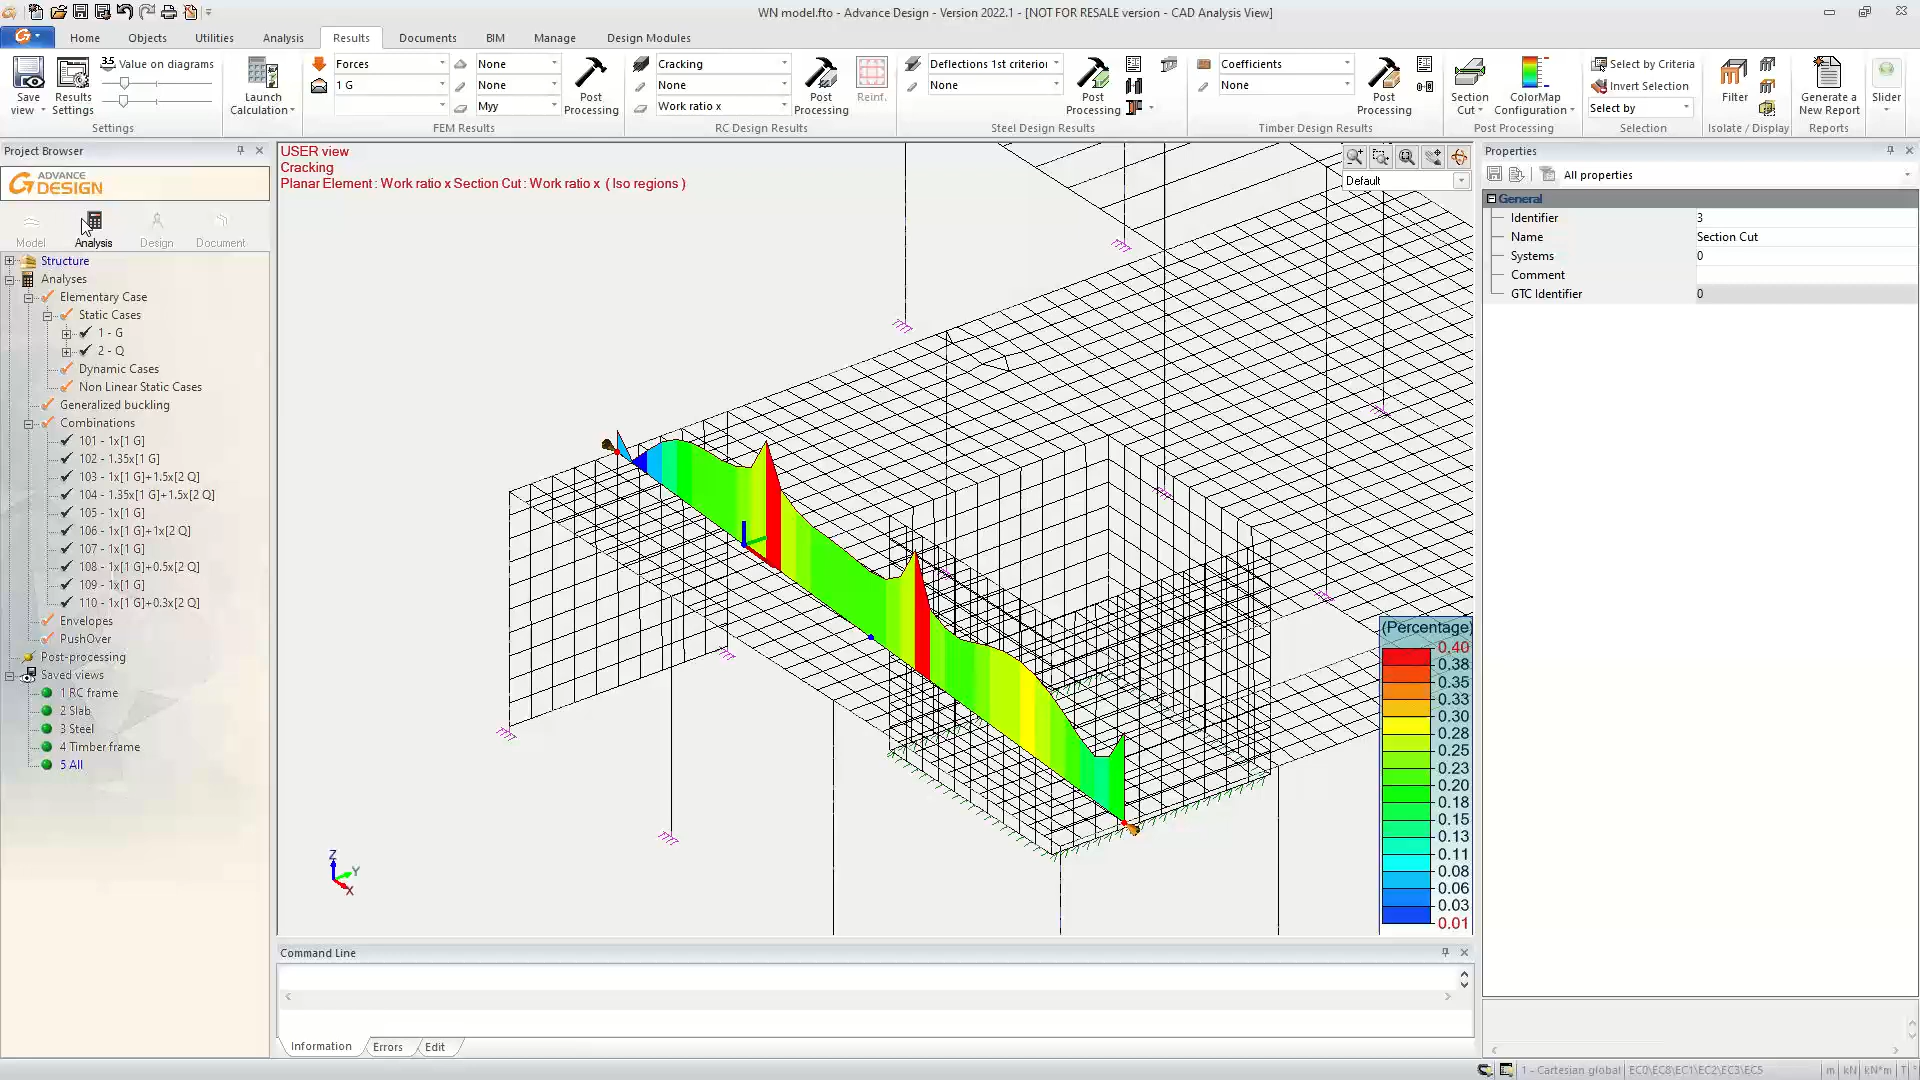 WN model.fto - Advance Design - Version 2022.1 - [NOT FOR RESALE version - CAD Analysis View]
Home Objects Utilities Analysis Results Documents BIM Manage Design Modules
Save view
Results Settings
Value on diagrams
Settings
Launch Calculation
Forces
1 G
None
None
Myy
Post Processing
FEM Results
Cracking
None
Work ratio x
Post Processing
Reinf.
RC Design Results
Deflections 1st criterio
None
Post Processing
Steel Design Results
Coefficients
None
Post Processing
Timber Design Results
Section Cut
ColorMap Configuration
Post Processing
Select by Criteria
Invert Selection
Select by
Selection
Filter
Isolate / Display
Generate a New Report
Reports
Slider
Project Browser
ADVANCE
DESIGN
Model Analysis Design Document
Structure
Analyses
Elementary Case
Static Cases
1 - G
2 - Q
Dynamic Cases
Non Linear Static Cases
Generalized buckling
Combinations
101 - 1x[1 G]
102 - 1.35x[1 G]
103 - 1x[1 G]+1.5x[2 Q]
104 - 1.35x[1 G]+1.5x[2 Q]
105 - 1x[1 G]
106 - 1x[1 G]+1x[2 Q]
107 - 1x[1 G]
108 - 1x[1 G]+0.5x[2 Q]
109 - 1x[1 G]
110 - 1x[1 G]+0.3x[2 Q]
Envelopes
PushOver
Post-processing
Saved views
1 RC frame
2 Slab
3 Steel
4 Timber frame
5 All
USER view
Cracking
Planar Element : Work ratio x Section Cut : Work ratio x ( Iso regions )
Default
Z
Y
X
(Percentage)
0.40
0.38
0.35
0.33
0.30
0.28
0.25
0.23
0.20
0.18
0.15
0.13
0.11
0.08
0.06
0.03
0.01
Properties
All properties
General
Identifier 3
Name Section Cut
Systems 0
Comment
GTC Identifier 0
Command Line
Information Errors Edit
1 - Cartesian global EC0\EC8\EC1\EC2\EC3\EC5 m kN kN*m T °